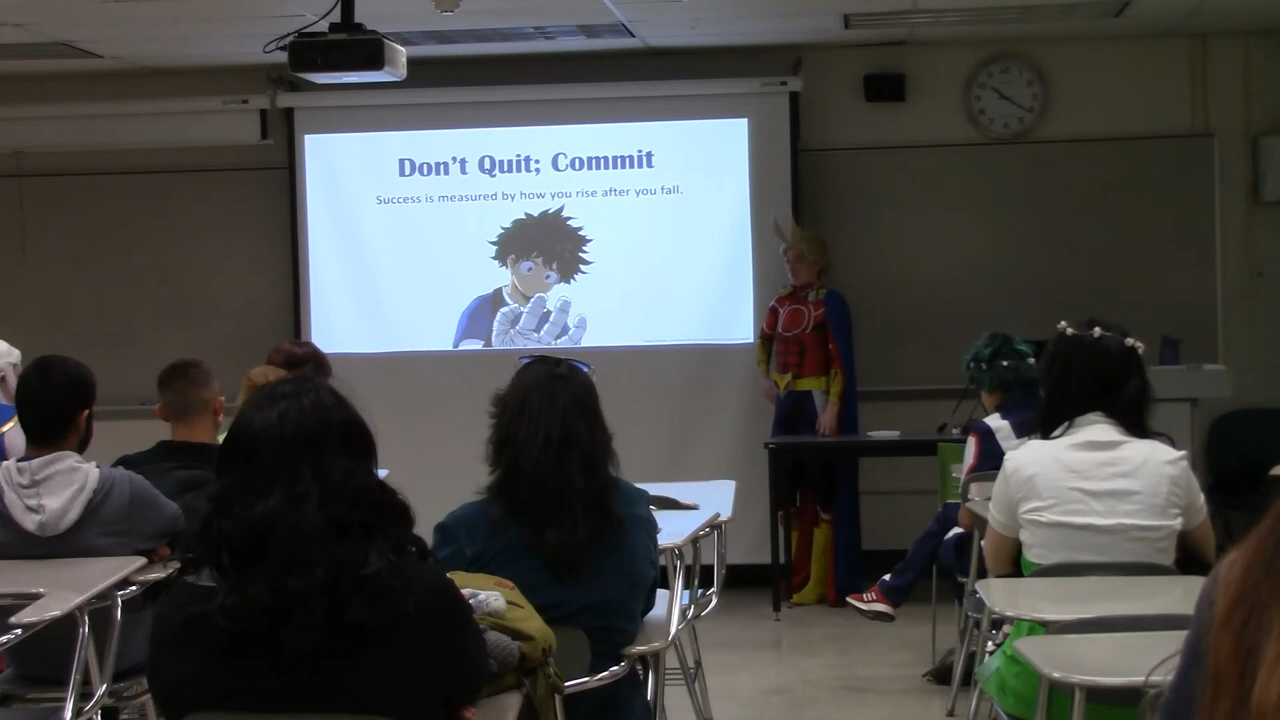 Don't Quit; Commit
Success is measured by how you rise after you fall.